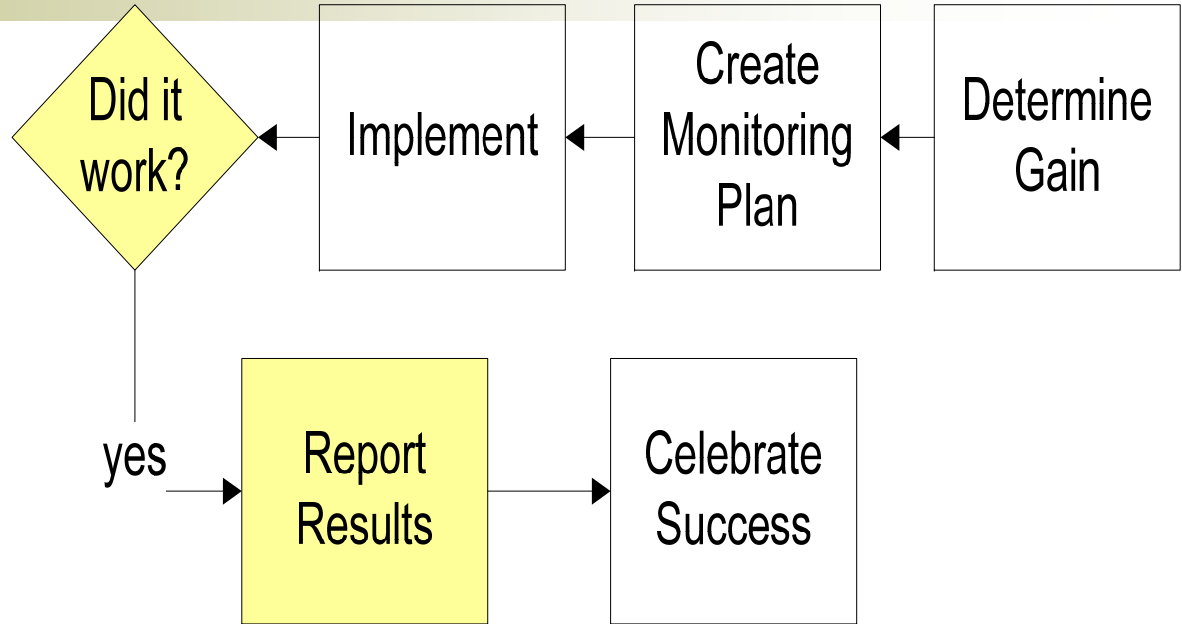 Did it
work?
Implement
Create
Monitoring
Plan
Determine
Gain
yes
Report
Results
Celebrate
Success